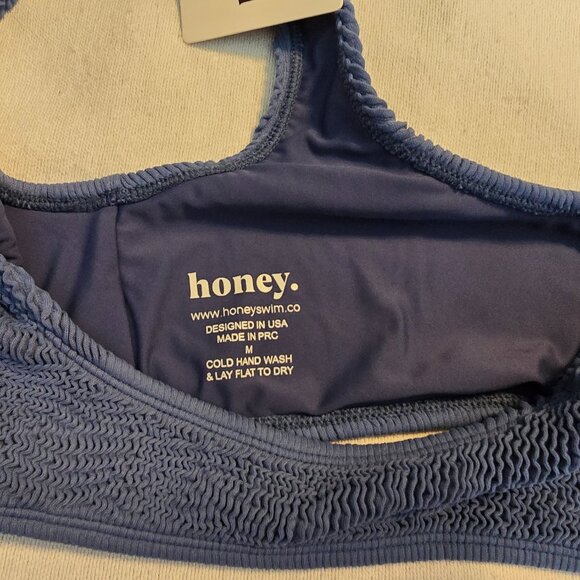 honey.
www.honeyswim.co
DESIGNED IN USA
MADE IN PRC
M
COLD HAND WASH
& LAY FLAT TO DRY